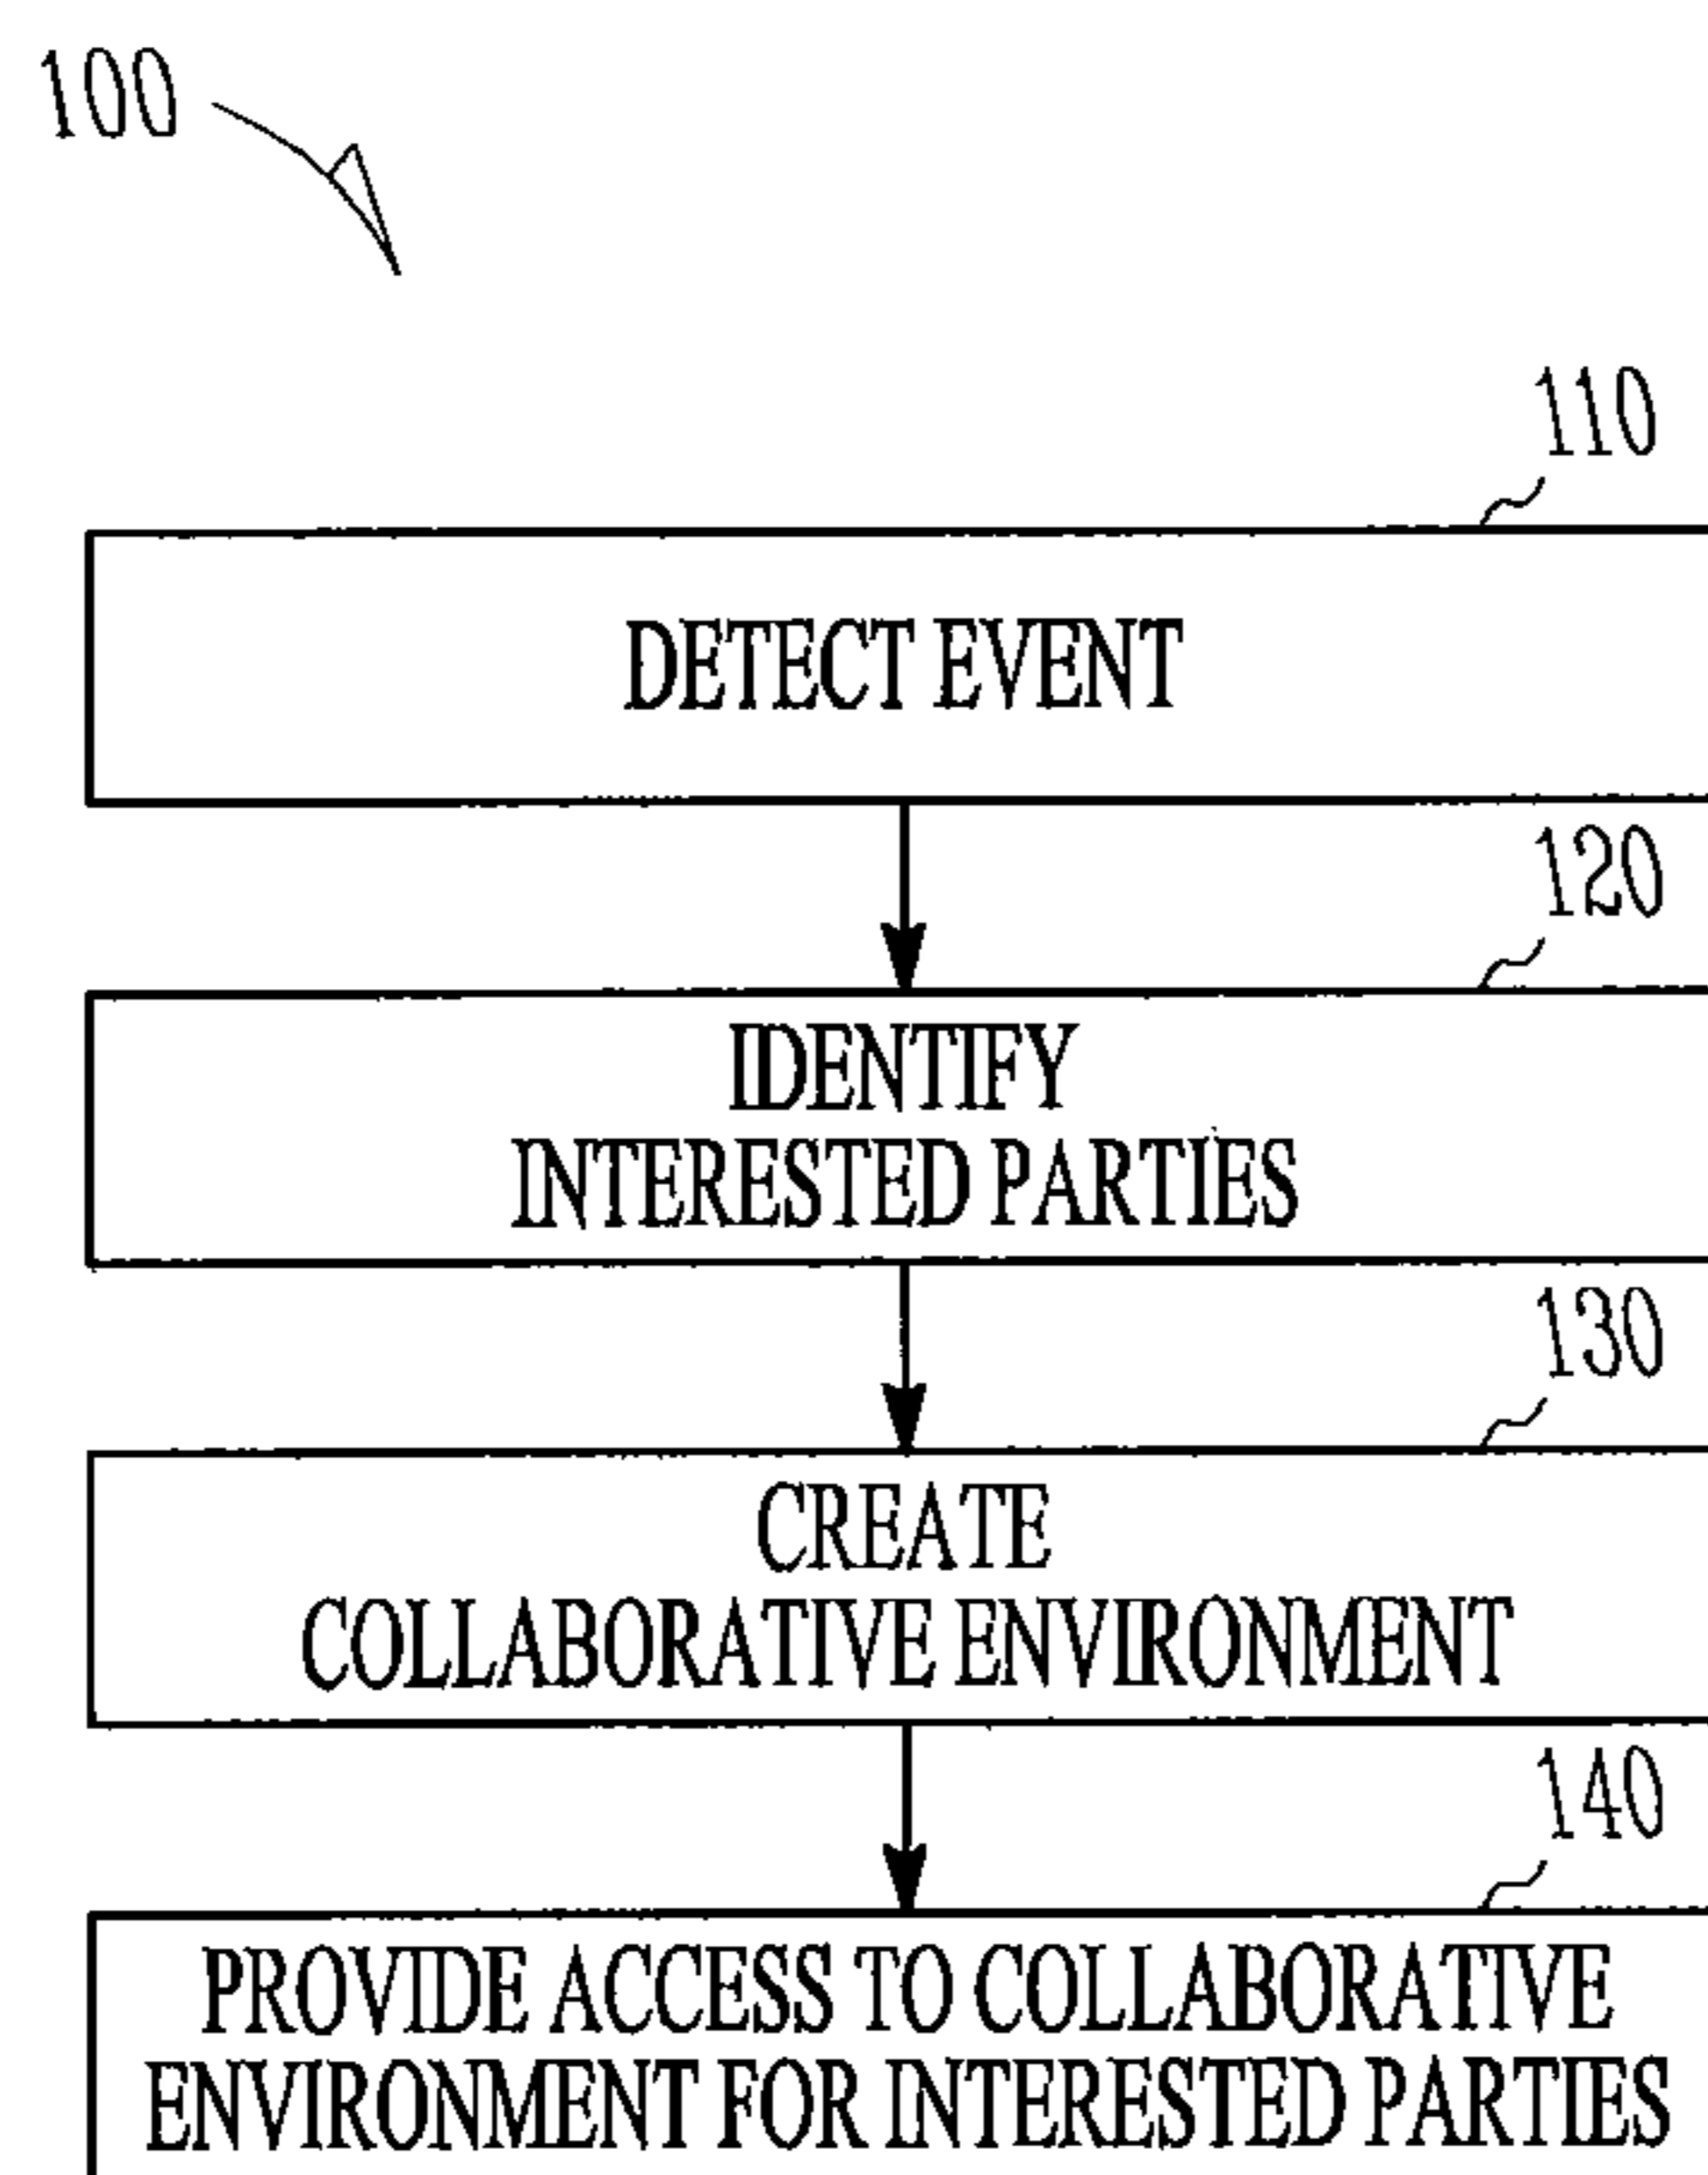 100
110
DETECT EVENT
120
IDENTIFY
INTERESTED PARTIES
130
CREATE
COLLABORATIVE ENVIRONMENT
140
PROVIDE ACCESS TO COLLABORATIVE
ENVIRONMENT FOR INTERESTED PARTIES